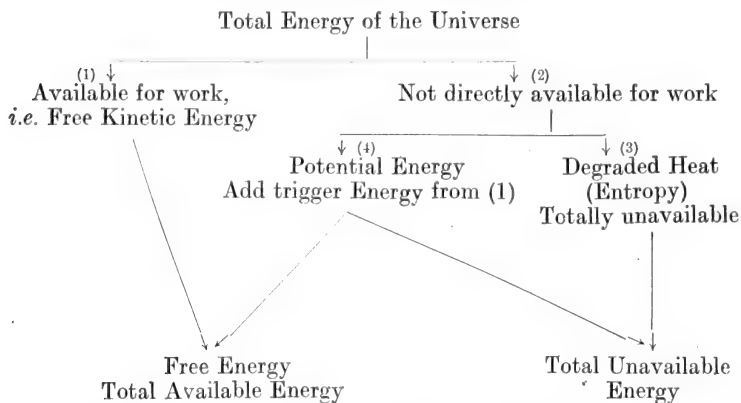 Total Energy of the Universe
(1)
Available for work,
i.e. Free Kinetic Energy
(2)
Not directly available for work
(4)
Potential Energy
Add trigger Energy from (1)
(3)
Degraded Heat
(Entropy)
Totally unavailable
Free Energy
Total Available Energy
Total Unavailable
Energy